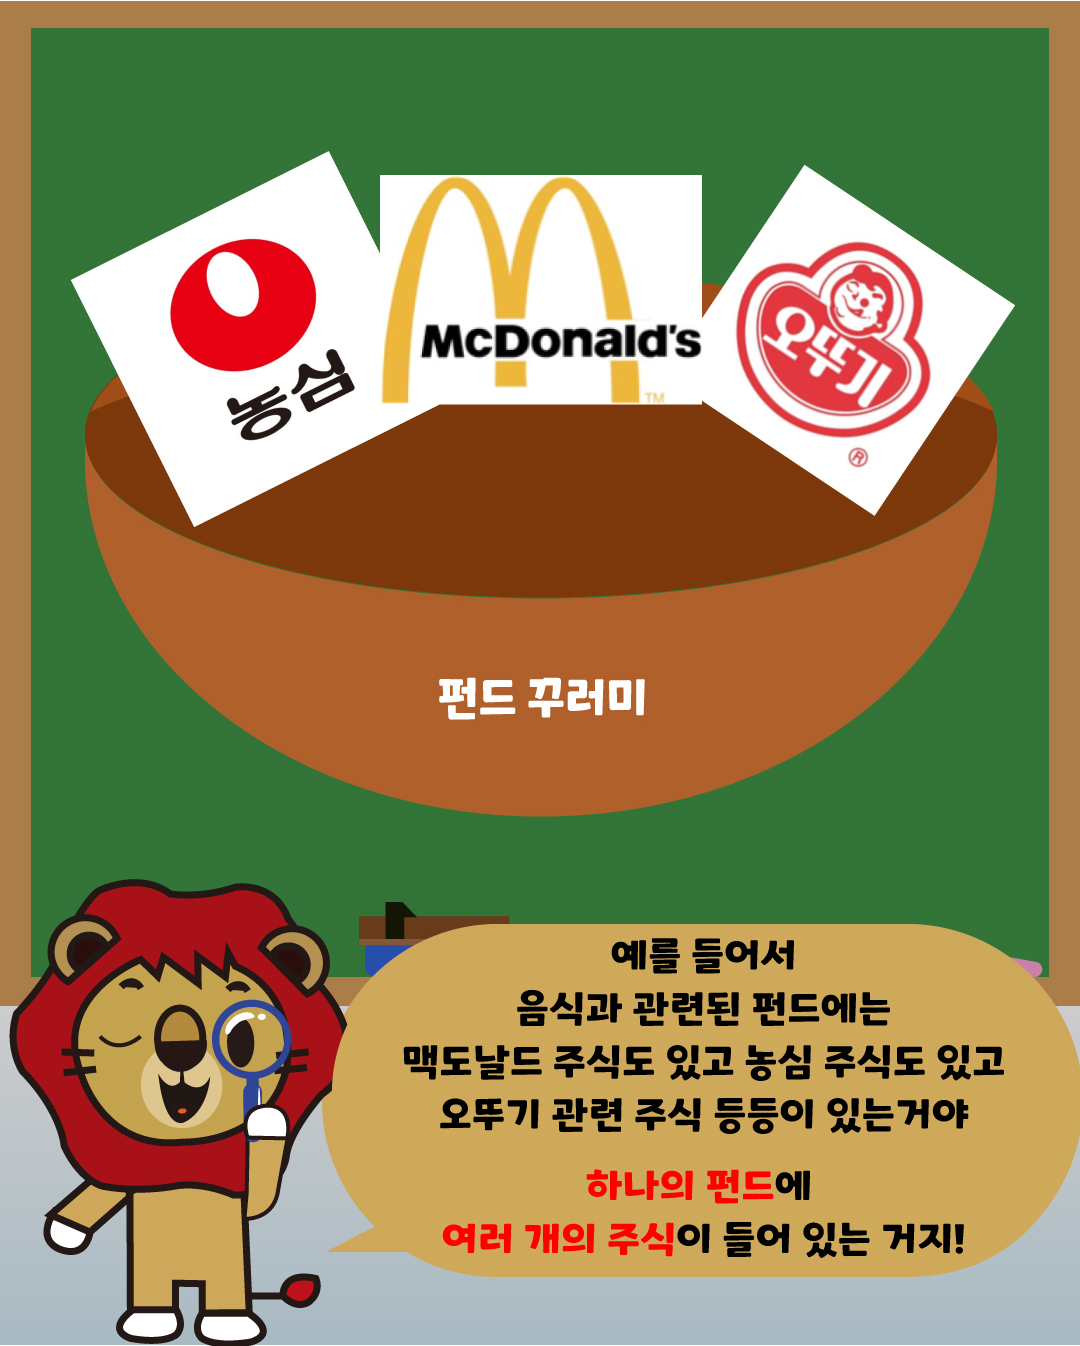 농심
McDonald's
TM
오뚜기
®
펀드 꾸러미
예를 들어서
음식과 관련된 펀드에는
맥도날드 주식도 있고 농심 주식도 있고
오뚜기 관련 주식 등등이 있는거야
하나의 펀드에
여러 개의 주식이 들어 있는 거지!